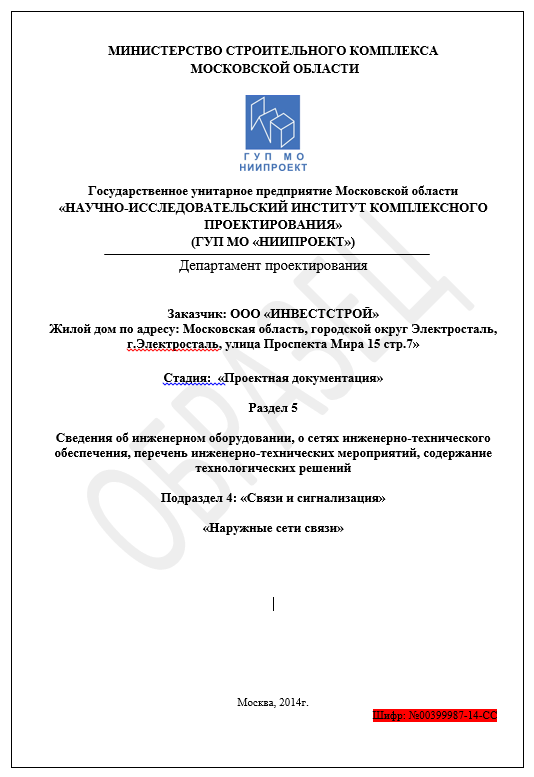 МИНИСТЕРСТВО СТРОИТЕЛЬНОГО КОМПЛЕКСА
МОСКОВСКОЙ ОБЛАСТИ
ГУП МО
НИИПРОЕКТ
Государственное унитарное предприятие Московской области
«НАУЧНО-ИССЛЕДОВАТЕЛЬСКИЙ ИНСТИТУТ КОМПЛЕКСНОГО
ПРОЕКТИРОВАНИЯ»
(ГУП МО «НИИПРОЕКТ»)
Департамент проектирования
Заказчик: ООО «ИНВЕСТСТРОЙ»
Жилой дом по адресу: Московская область, городской округ Электросталь,
г.Электросталь, улица Проспекта Мира 15 стр.7»
Стадия: «Проектная документация»
Раздел 5
Сведения об инженерном оборудовании, о сетях инженерно-технического
обеспечения, перечень инженерно-технических мероприятий, содержание
технологических решений
Подраздел 4: «Связи и сигнализация»
«Наружные сети связи»
ОБРАЗЕЦ
Москва, 2014г.
Шифр: №00399987-14-СС